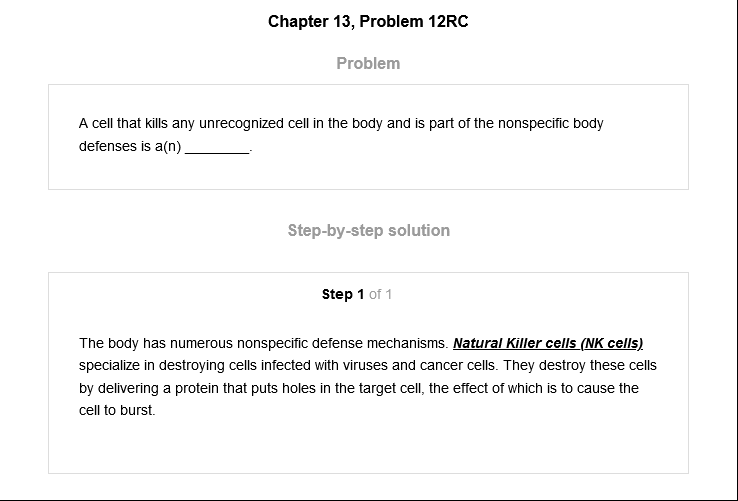 Chapter 13, Problem 12RC
Problem
A cell that kills any unrecognized cell in the body and is part of the nonspecific body
defenses is a(n) ________.
Step-by-step solution
Step 1 of 1
The body has numerous nonspecific defense mechanisms. Natural Killer cells (NK cells)
specialize in destroying cells infected with viruses and cancer cells. They destroy these cells
by delivering a protein that puts holes in the target cell, the effect of which is to cause the
cell to burst.